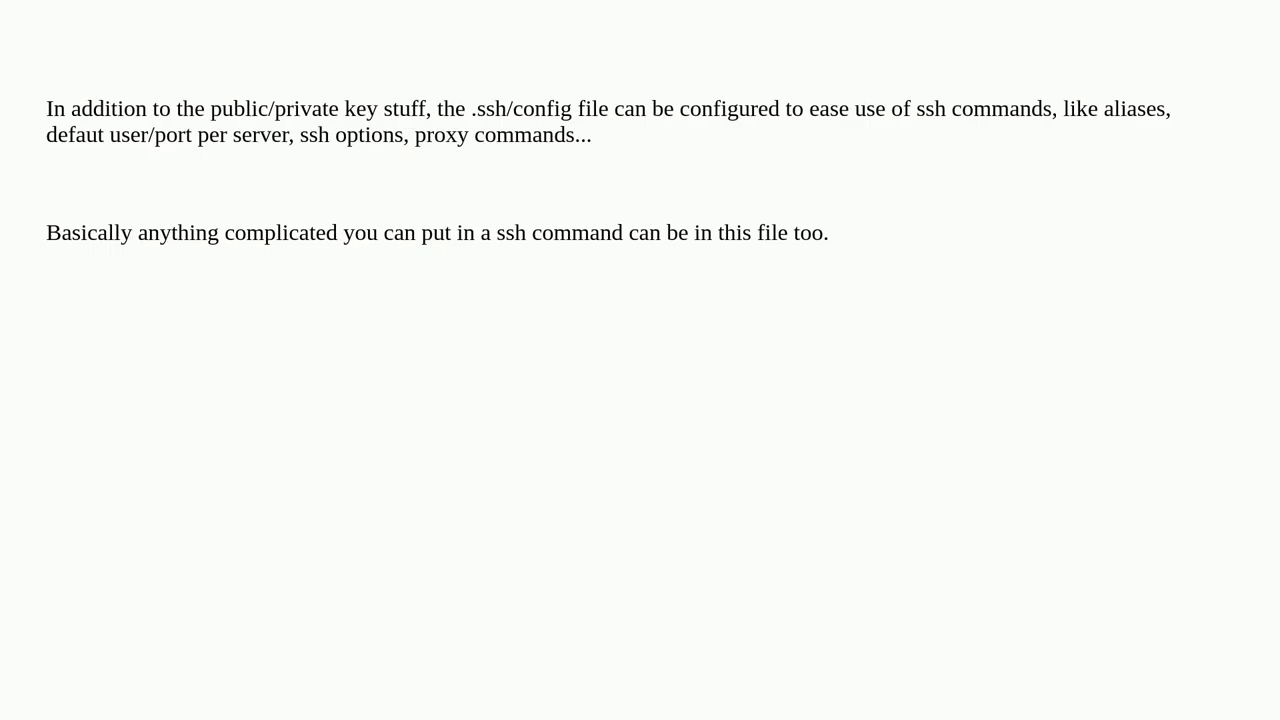 In addition to the public/private key stuff, the .ssh/config file can be configured to ease use of ssh commands, like aliases,
defaut user/port per server, ssh options, proxy commands...
Basically anything complicated you can put in a ssh command can be in this file too.